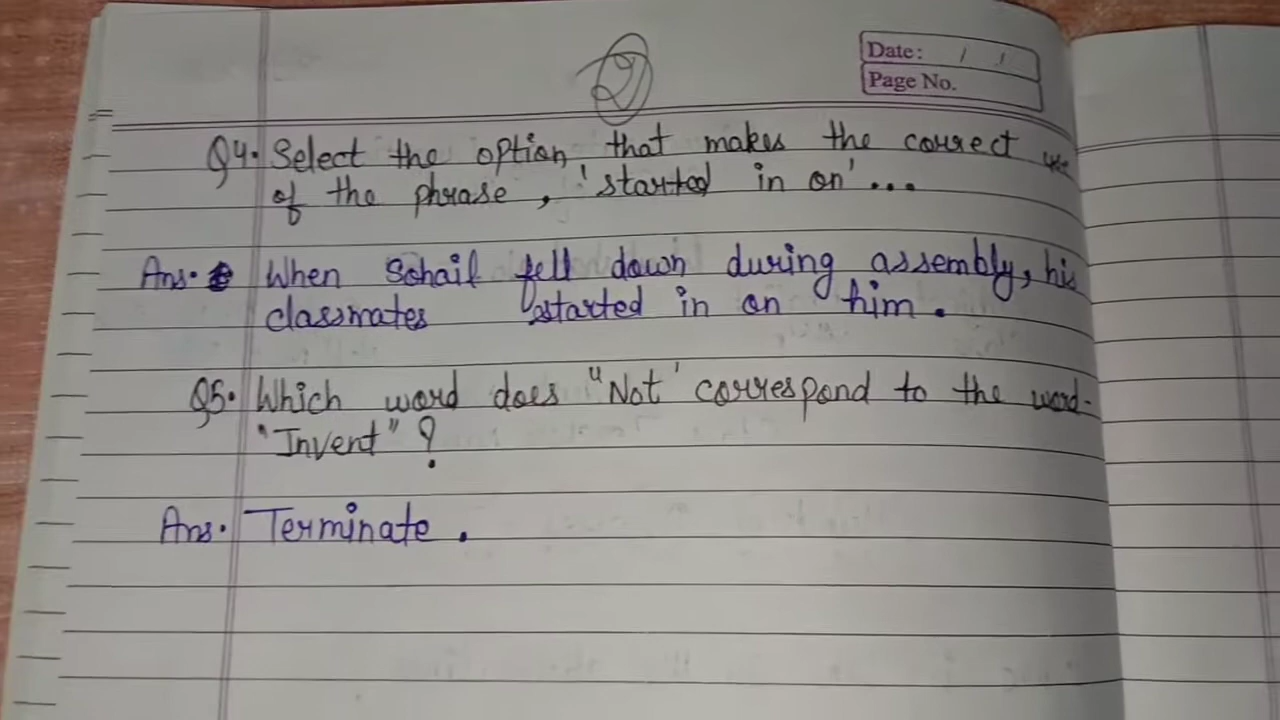 Date: / /
Page No.
Q4. Select the option that makes the correct use
of the phrase, 'started in on'...
Ans. When Sohail fell down during assembly, his
classmates started in on him.
Q5. Which word does "Not' correspond to the word-
"Invent" ?
Ans. Terminate.